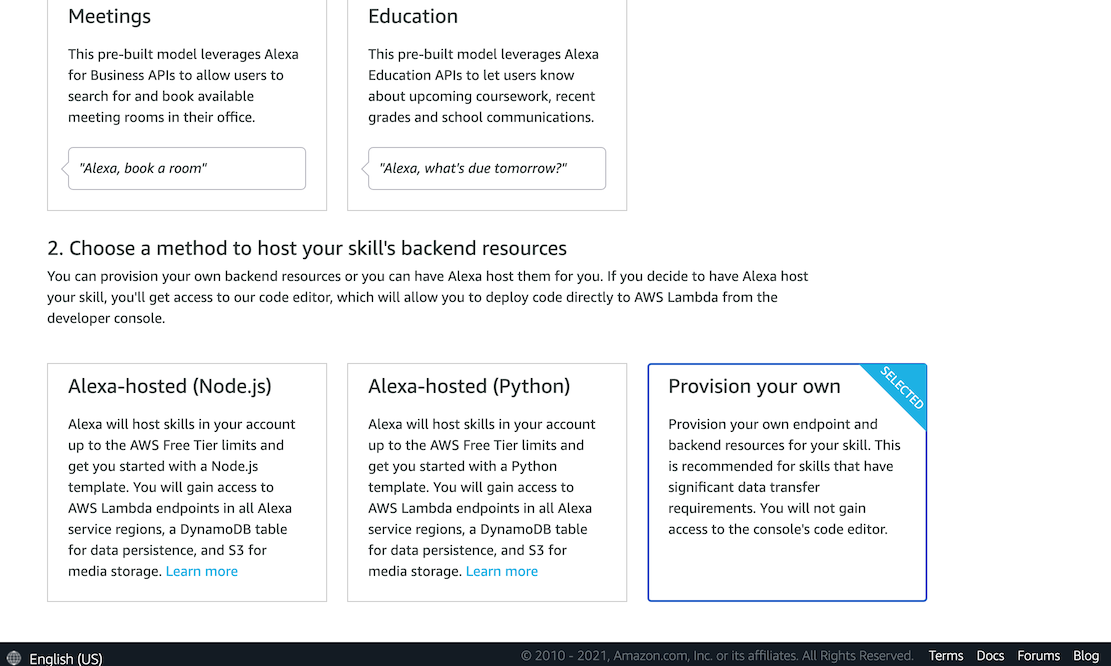 Meetings
This pre-built model leverages Alexa
for Business APIs to allow users to
search for and book available
meeting rooms in their office.
"Alexa, book a room"
Education
This pre-built model leverages Alexa
Education APIs to let users know
about upcoming coursework, recent
grades and school communications.
"Alexa, what's due tomorrow?"
2. Choose a method to host your skill's backend resources
You can provision your own backend resources or you can have Alexa host them for you. If you decide to have Alexa host
your skill, you'll get access to our code editor, which will allow you to deploy code directly to AWS Lambda from the
developer console.
Alexa-hosted (Node.js)
Alexa will host skills in your account
up to the AWS Free Tier limits and
get you started with a Node.js
template. You will gain access to
AWS Lambda endpoints in all Alexa
service regions, a DynamoDB table
for data persistence, and S3 for
media storage. Learn more
Alexa-hosted (Python)
Alexa will host skills in your account
up to the AWS Free Tier limits and
get you started with a Python
template. You will gain access to
AWS Lambda endpoints in all Alexa
service regions, a DynamoDB table
for data persistence, and S3 for
media storage. Learn more
Provision your own
SELECTED
Provision your own endpoint and
backend resources for your skill. This
is recommended for skills that have
significant data transfer
requirements. You will not gain
access to the console's code editor.
English (US)
© 2010 - 2021, Amazon.com, Inc. or its affiliates. All Rights Reserved. Terms Docs Forums Blog